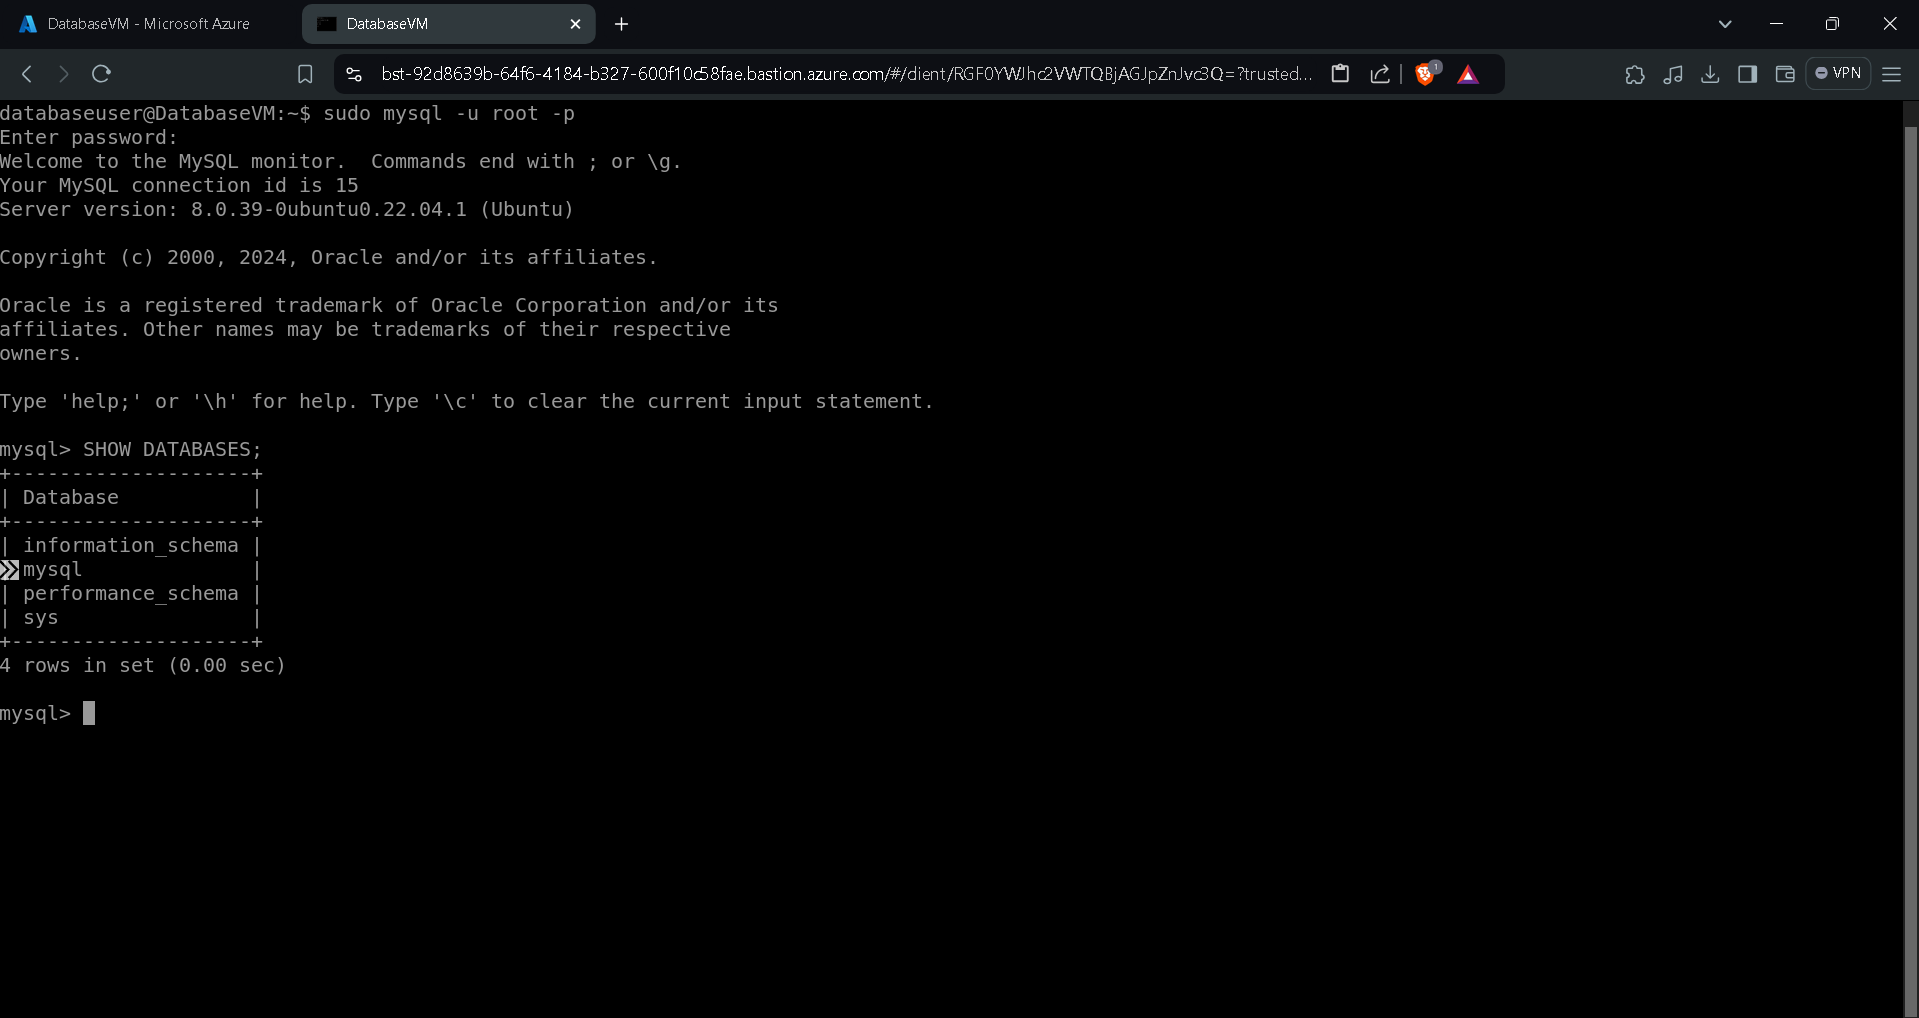 DatabaseVM - Microsoft Azure
DatabaseVM
bst-92d8639b-64f6-4184-b327-600f10c58fae.bastion.azure.com/#/client/RGF0YWJhc2VWTQBjAGJpZnJvc3Q=?trusted...
1
VPN
databaseuser@DatabaseVM:~$ sudo mysql -u root -p
Enter password:
Welcome to the MySQL monitor.  Commands end with ; or \g.
Your MySQL connection id is 15
Server version: 8.0.39-0ubuntu0.22.04.1 (Ubuntu)
Copyright (c) 2000, 2024, Oracle and/or its affiliates.
Oracle is a registered trademark of Oracle Corporation and/or its
affiliates. Other names may be trademarks of their respective
owners.
Type 'help;' or '\h' for help. Type '\c' to clear the current input statement.
mysql> SHOW DATABASES;
+--------------------+
| Database           |
+--------------------+
| information_schema |
mysql              |
| performance_schema |
| sys                |
+--------------------+
4 rows in set (0.00 sec)
mysql>